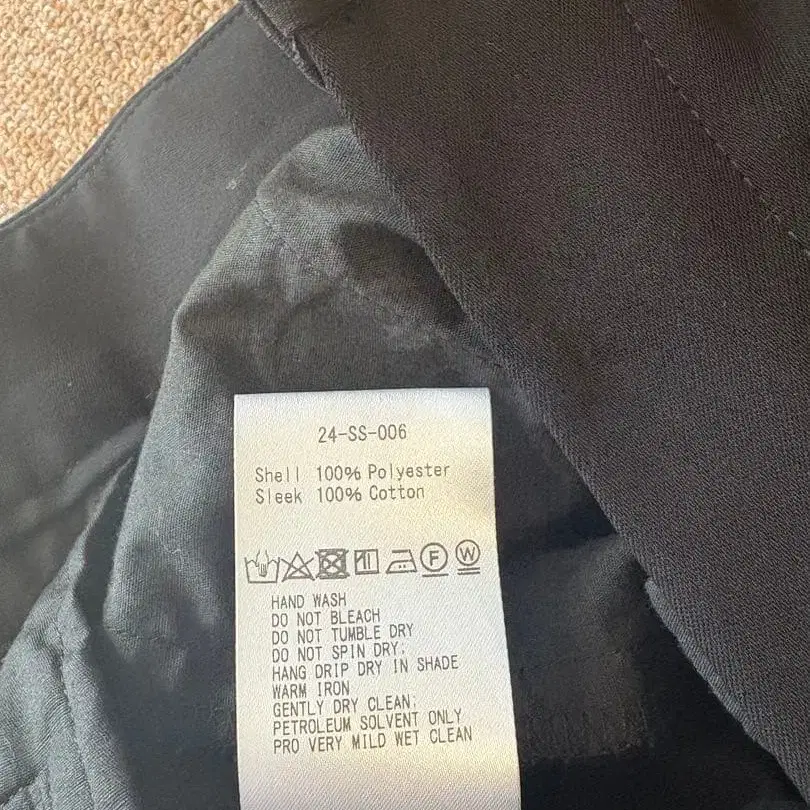 24-SS-006
Shell 100% Polyester
Sleek 100% Cotton
F W
HAND WASH
DO NOT BLEACH
DO NOT TUMBLE DRY
DO NOT SPIN DRY;
HANG DRIP DRY IN SHADE
WARM IRON
GENTLY DRY CLEAN;
PETROLEUM SOLVENT ONLY
PRO VERY MILD WET CLEAN